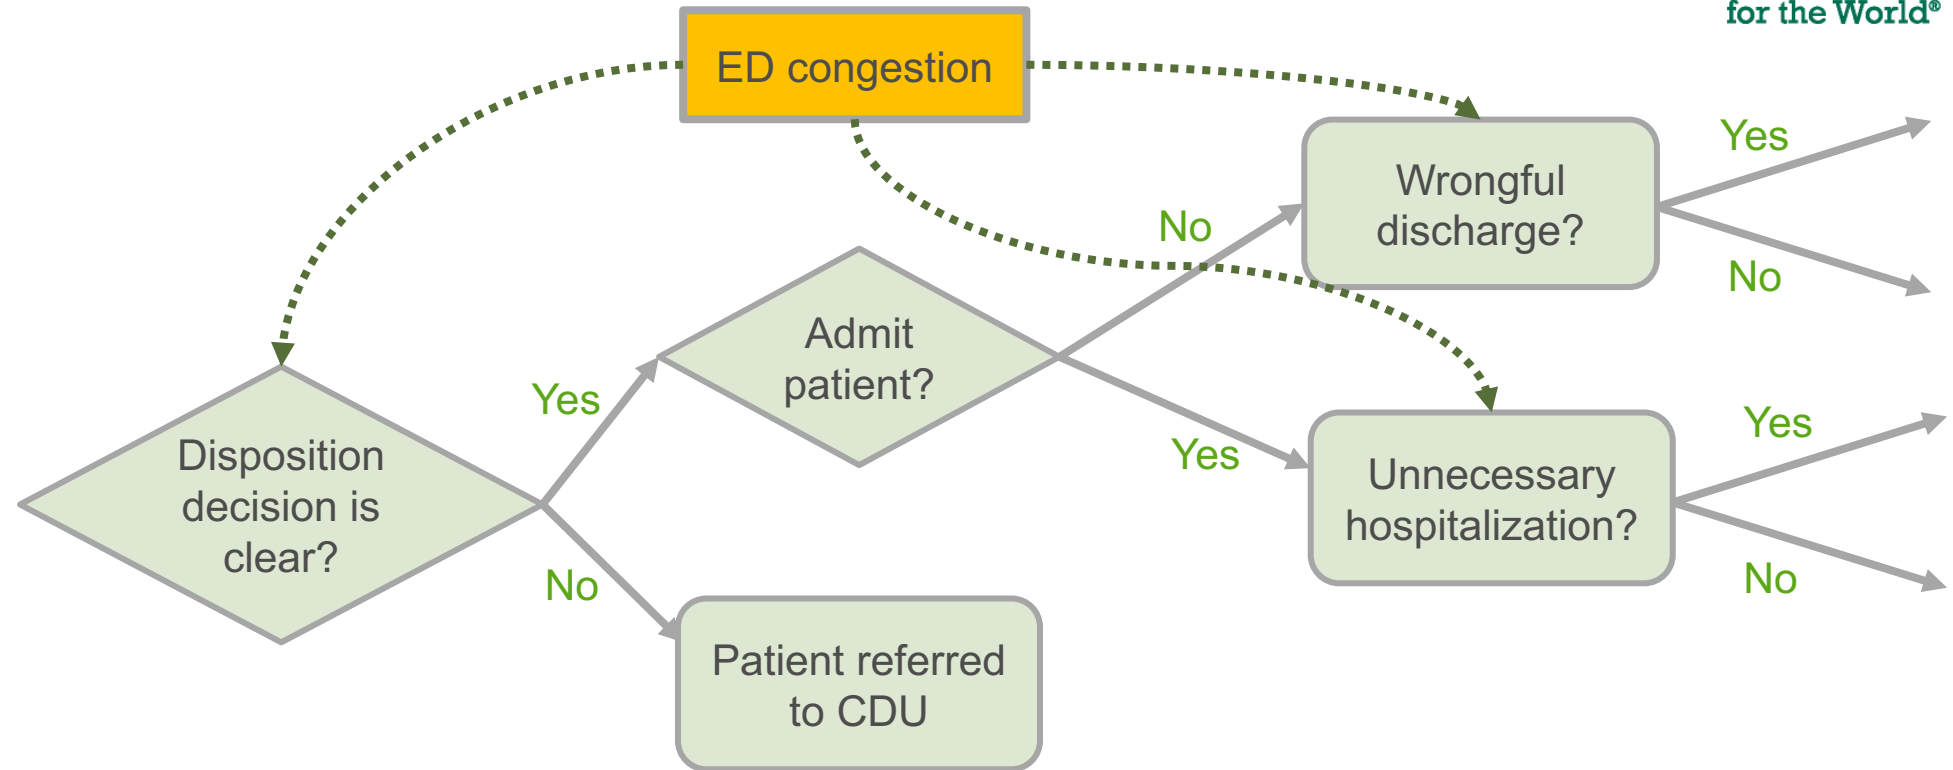 for the World®
ED congestion
Yes
Wrongful
discharge?
No
No
Admit
patient?
Yes
Yes
Disposition
decision is
clear?
Yes
Unnecessary
hospitalization?
No
No
Patient referred
to CDU